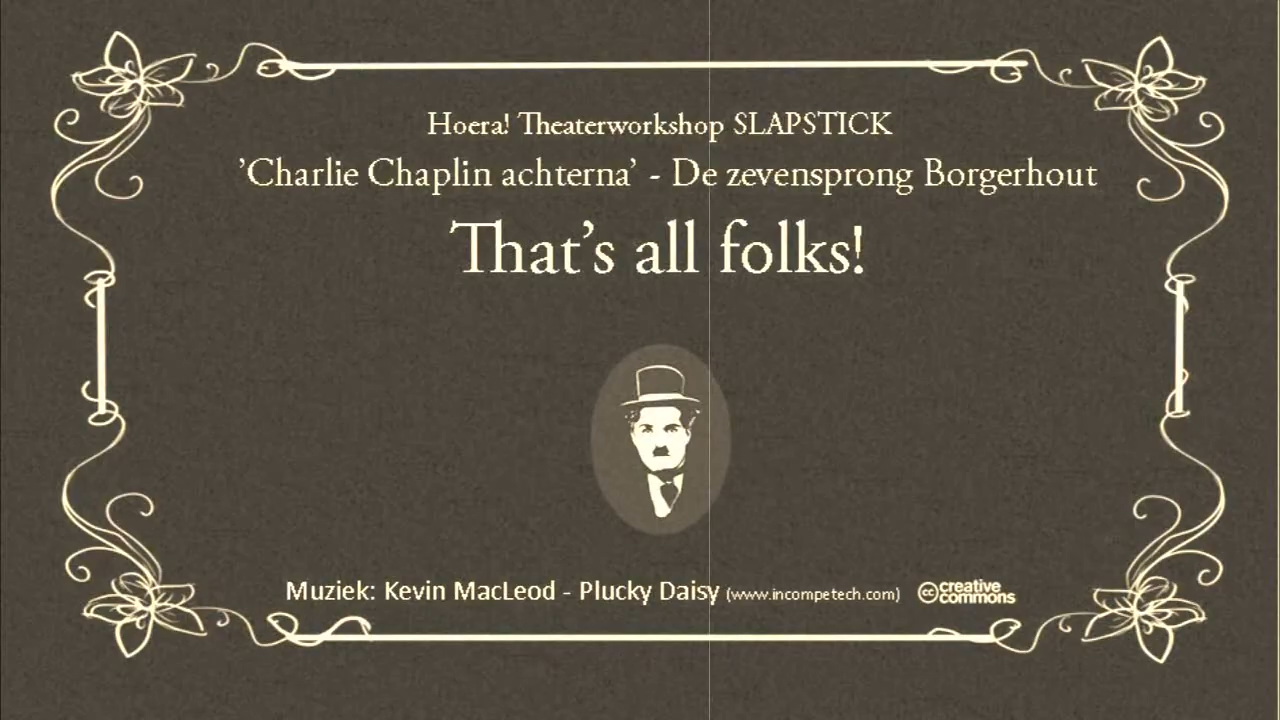 Hoera! Theaterworkshop SLAPSTICK
’Charlie Chaplin achterna’ - De zevensprong Borgerhout
That’s all folks!
Muziek: Kevin MacLeod - Plucky Daisy (www.incompetech.com) cc creative commons